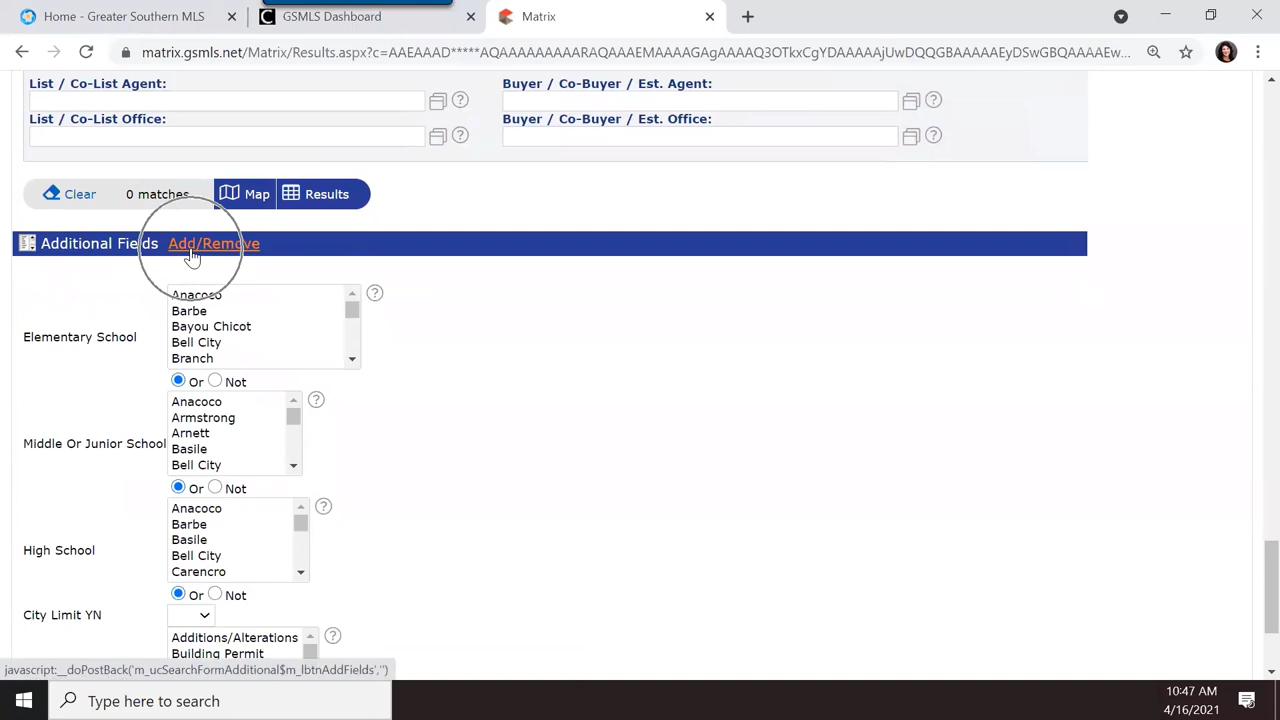 Home - Greater Southern MLS
GSMLS Dashboard
Matrix
matrix.gsmls.net/Matrix/Results.aspx?c=AAEAAAD*****AQAAAAAAAAARAQAAAEMAAAAGAgAAAAQ3OTkxCgYDAAAAAjUwDQQGBAAAAAEyDSwGBQAAAAEw...
List / Co-List Agent:
Buyer / Co-Buyer / Est. Agent:
List / Co-List Office:
Buyer / Co-Buyer / Est. Office:
Clear
0 matches
Map
Results
Additional Fields Add/Remove
Elementary School
Anacoco
Barbe
Bayou Chicot
Bell City
Branch
Or Not
Middle Or Junior School
Anacoco
Armstrong
Arnett
Basile
Bell City
Or Not
High School
Anacoco
Barbe
Basile
Bell City
Carencro
Or Not
City Limit YN
Additions/Alterations
Building Permit
javascript:__doPostBack('m_ucSearchFormAdditional$m_lbtnAddFields','')
Type here to search
10:47 AM
4/16/2021